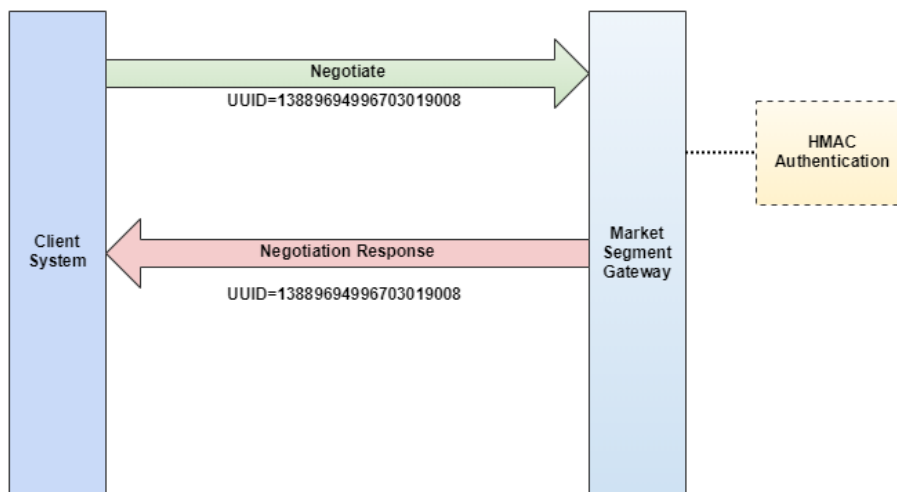 Negotiate
UUID=13889694996703019008
HMAC
Authentication
Client
System
Negotiation Response
Market
Segment
Gateway
UUID=13889694996703019008